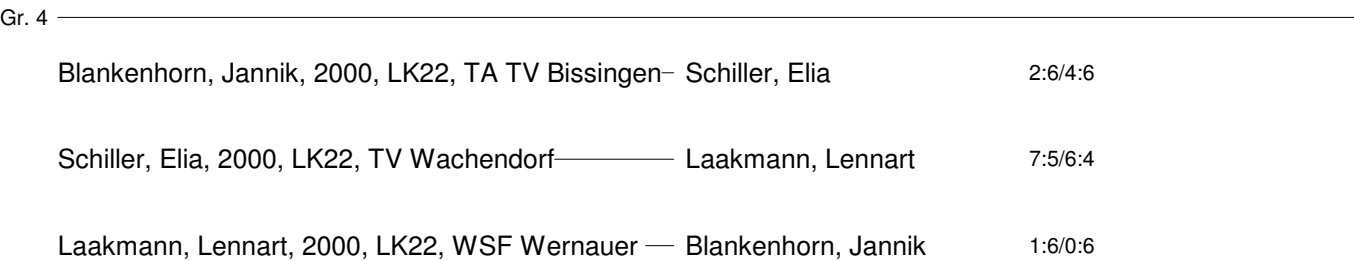 Gr. 4
Blankenhorn, Jannik, 2000, LK22, TA TV Bissingen Schiller, Elia 2:6/4:6
Schiller, Elia, 2000, LK22, TV Wachendorf Laakmann, Lennart 7:5/6:4
Laakmann, Lennart, 2000, LK22, WSF Wernauer Blankenhorn, Jannik 1:6/0:6